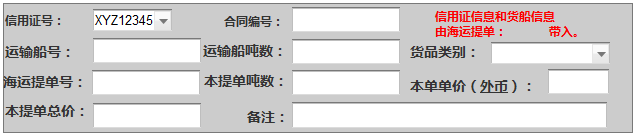 信用证号： XYZ12345 合同编号： 信用证信息和货船信息
由海运提单： 带入。
运输船号： 运输船吨数： 货品类别：
海运提单号： 本提单吨数： 本单单价（外币）：
本提单总价： 备注：